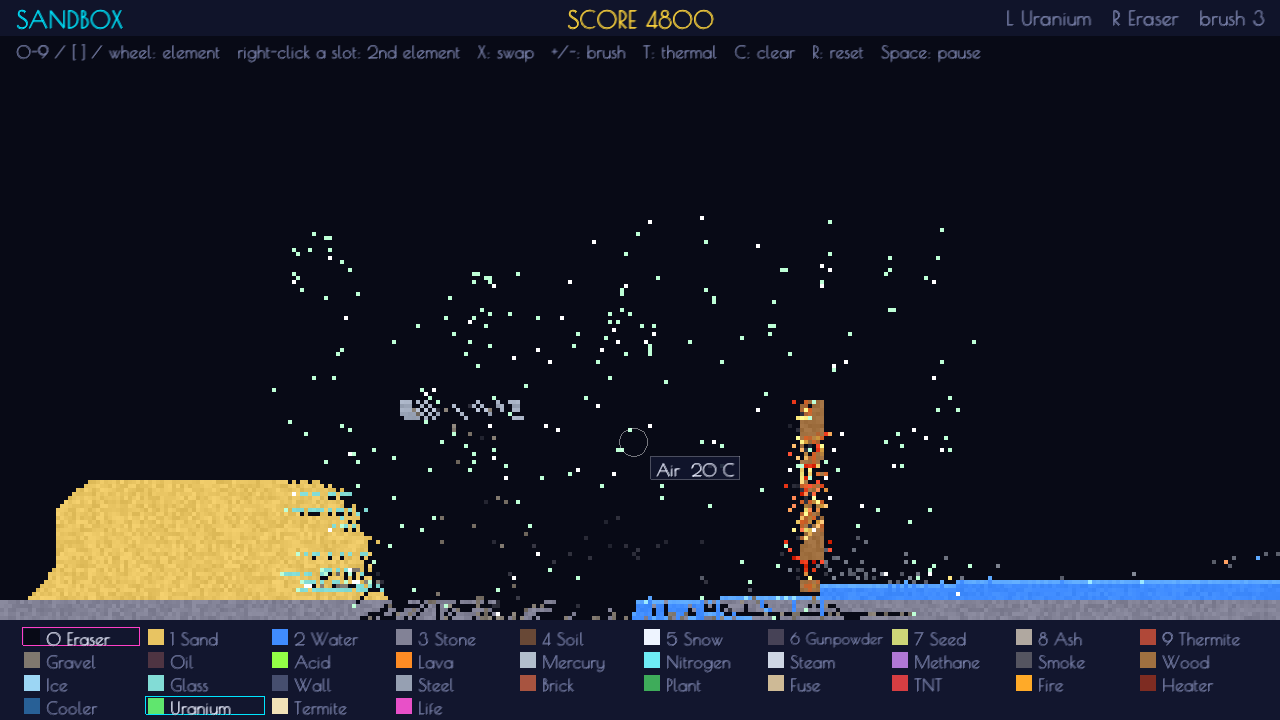 SANDBOX SCORE 4800 L Uranium R Eraser brush 3
0-9 / [ ] / wheel: element right-click a slot: 2nd element X: swap +/-: brush T: thermal C: clear R: reset Space: pause
Air 20 C
0 Eraser 1 Sand 2 Water 3 Stone 4 Soil 5 Snow 6 Gunpowder 7 Seed 8 Ash 9 Thermite
Gravel Oil Acid Lava Mercury Nitrogen Steam Methane Smoke Wood
Ice Glass Wall Steel Brick Plant Fuse TNT Fire Heater
Cooler Uranium Termite Life